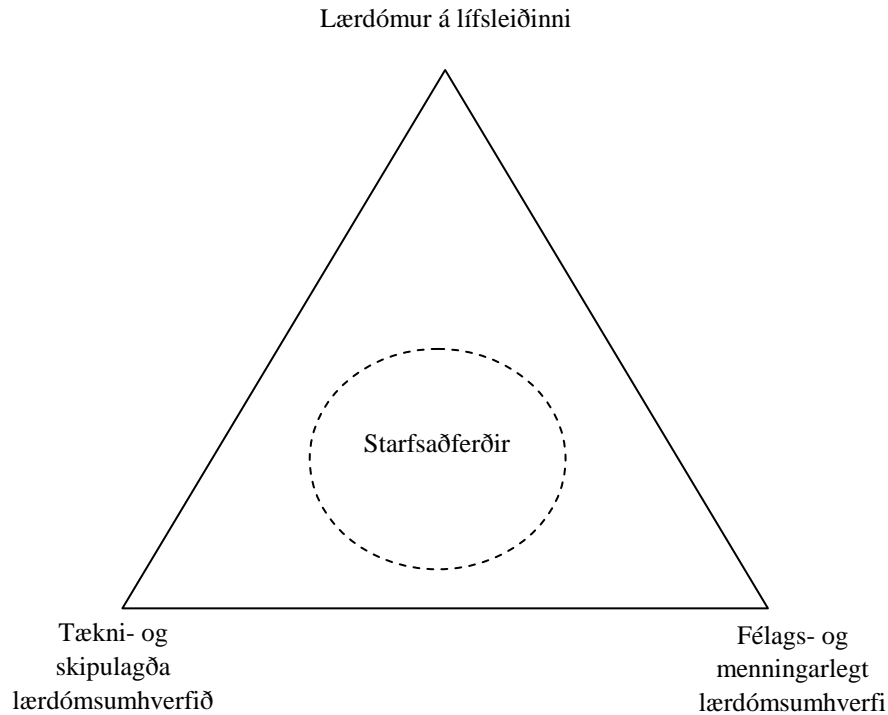 Lærdómur á lífsleiðinni
Starfsaðferðir
Tækni- og
skipulagða
lærdómsumhverfið
Félags- og
menningarlegt
lærdómsumhverfi